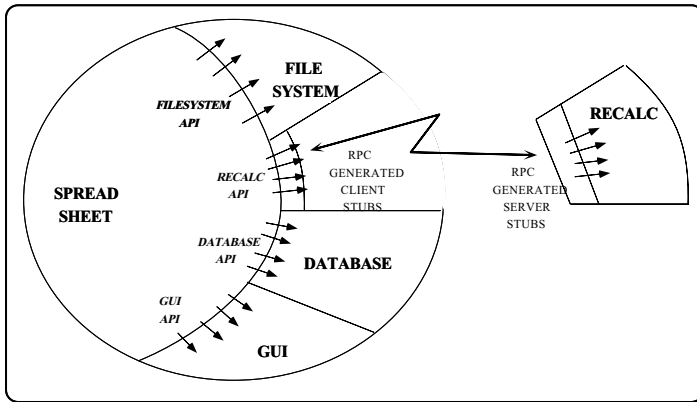 FILE
SYSTEM
FILESYSTEM
API
RECALC
RPC
GENERATED
CLIENT
STUBS
RPC
GENERATED
SERVER
STUBS
RECALC
API
SPREAD
SHEET
DATABASE
API
DATABASE
GUI
API
GUI